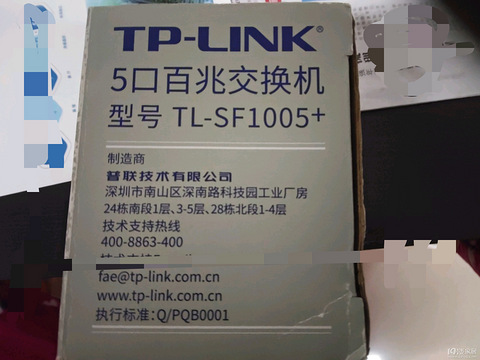 TP-LINK®
5口百兆交换机
型号 TL-SF1005+
制造商
普联技术有限公司
深圳市南山区深南路科技园工业厂房
24栋南段1层、3-5层、28栋北段1-4层
技术支持热线
400-8863-400
fae@tp-link.com.cn
www.tp-link.com.cn
执行标准:Q/PQB0001